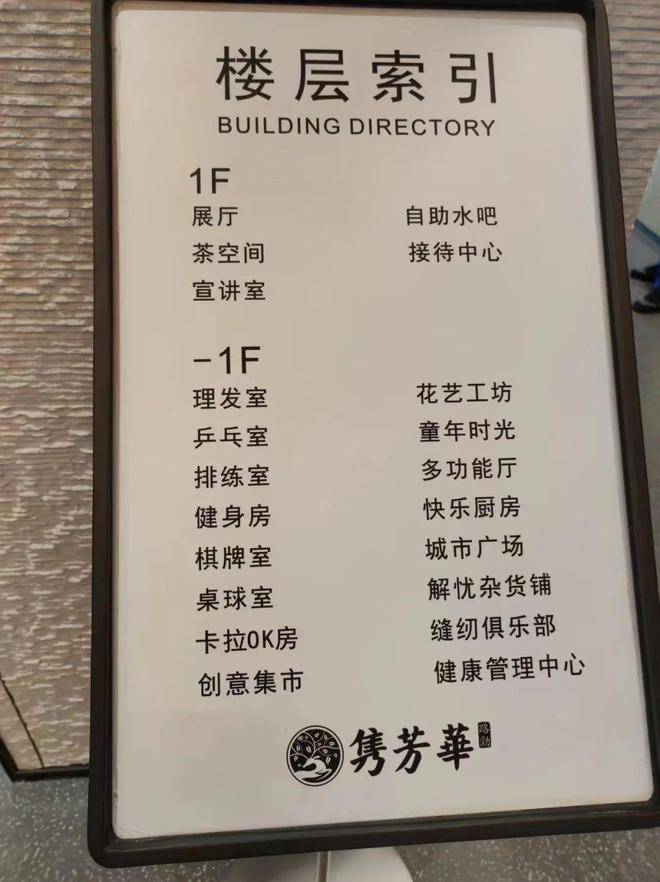 楼层索引
BUILDING DIRECTORY
1F
展厅 自助水吧
茶空间 接待中心
宣讲室
-1F
理发室 花艺工坊
乒乓室 童年时光
排练室 多功能厅
健身房 快乐厨房
棋牌室 城市广场
桌球室 解忧杂货铺
卡拉OK房 缝纫俱乐部
创意集市 健康管理中心
隽芳華
路劲